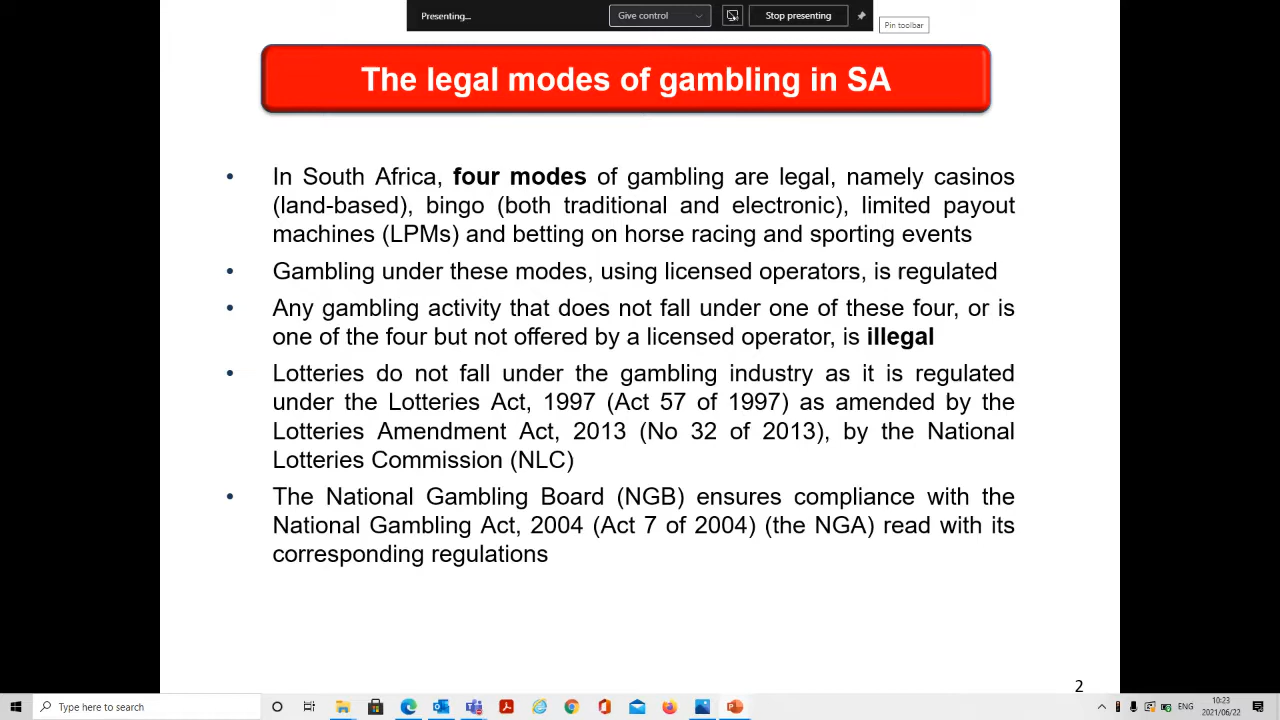 Presenting...
Give control
Stop presenting
Pin toolbar
The legal modes of gambling in SA
• In South Africa, four modes of gambling are legal, namely casinos
(land-based), bingo (both traditional and electronic), limited payout
machines (LPMs) and betting on horse racing and sporting events
• Gambling under these modes, using licensed operators, is regulated
• Any gambling activity that does not fall under one of these four, or is
one of the four but not offered by a licensed operator, is illegal
• Lotteries do not fall under the gambling industry as it is regulated
under the Lotteries Act, 1997 (Act 57 of 1997) as amended by the
Lotteries Amendment Act, 2013 (No 32 of 2013), by the National
Lotteries Commission (NLC)
• The National Gambling Board (NGB) ensures compliance with the
National Gambling Act, 2004 (Act 7 of 2004) (the NGA) read with its
corresponding regulations
2
Type here to search
ENG
10:23
2021/06/22